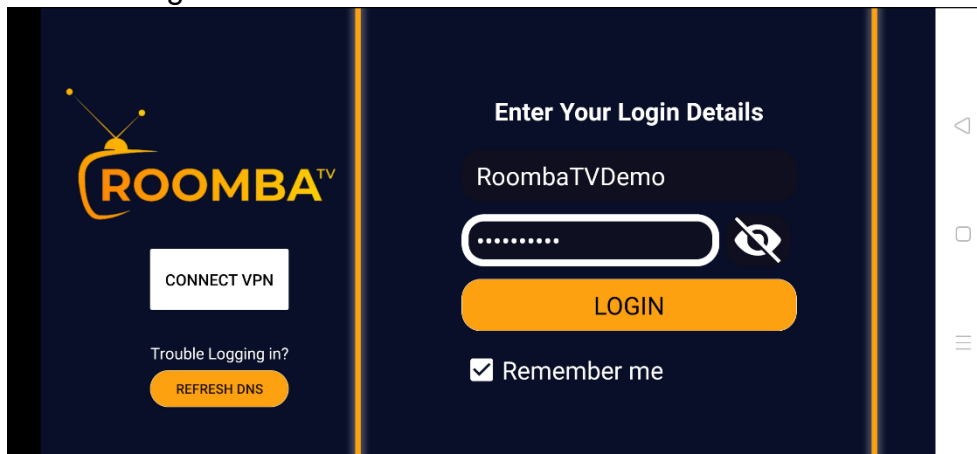 ROOMBA TV
CONNECT VPN
Trouble Logging in?
REFRESH DNS
Enter Your Login Details
RoombaTVDemo
••••••••••
LOGIN
Remember me